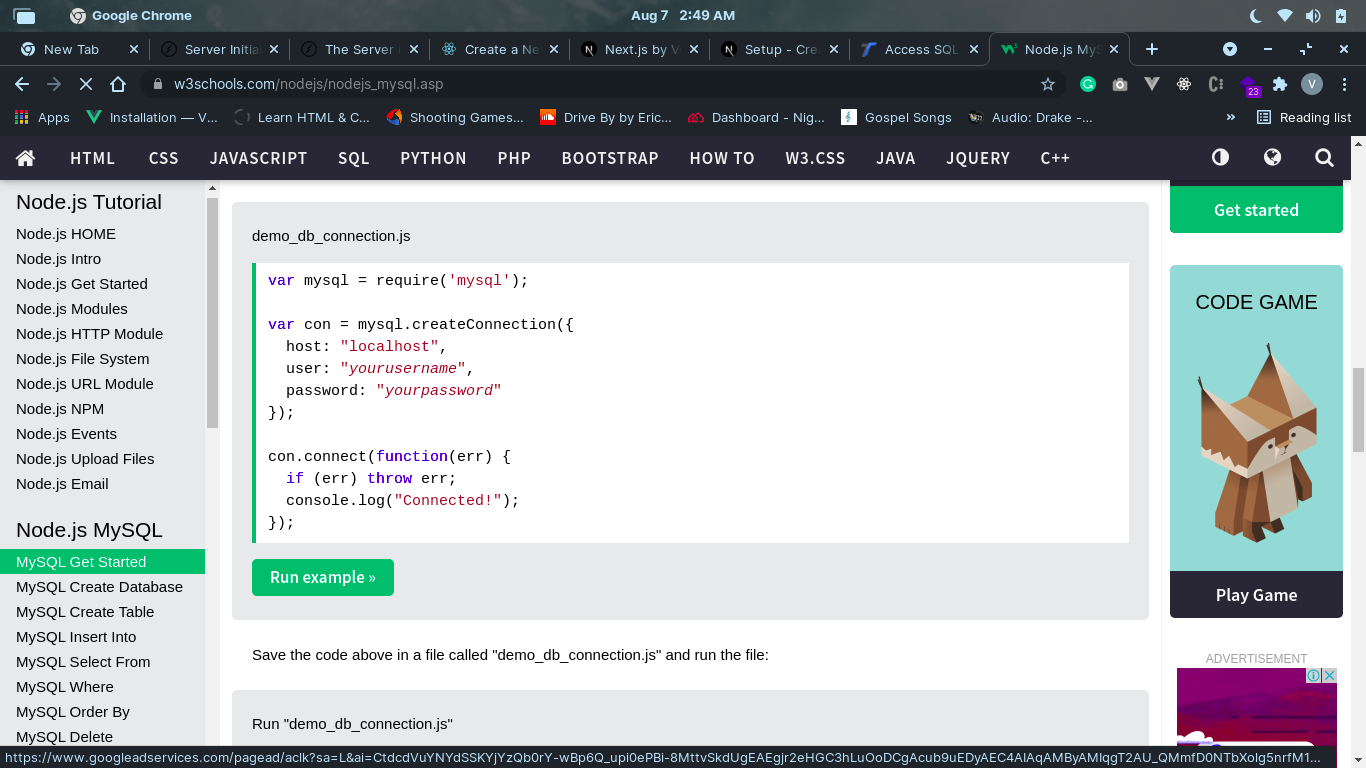 Google Chrome
Aug 7 2:49 AM
New Tab
Server Initia
The Server
Create a Ne
Next.js by V
Setup - Cre
Access SQL
Node.js MyS
w3schools.com/nodejs/nodejs_mysql.asp
23
V
Apps
Installation — V...
Learn HTML & C...
Shooting Games...
Drive By by Eric...
Dashboard - Nig...
Gospel Songs
Audio: Drake -...
»
Reading list
HTML
CSS
JAVASCRIPT
SQL
PYTHON
PHP
BOOTSTRAP
HOW TO
W3.CSS
JAVA
JQUERY
C++
Node.js Tutorial
Node.js HOME
Node.js Intro
Node.js Get Started
Node.js Modules
Node.js HTTP Module
Node.js File System
Node.js URL Module
Node.js NPM
Node.js Events
Node.js Upload Files
Node.js Email
Node.js MySQL
MySQL Get Started
MySQL Create Database
MySQL Create Table
MySQL Insert Into
MySQL Select From
MySQL Where
MySQL Order By
MySQL Delete
demo_db_connection.js
var mysql = require('mysql');
var con = mysql.createConnection({
  host: "localhost",
  user: "yourusername",
  password: "yourpassword"
});
con.connect(function(err) {
  if (err) throw err;
  console.log("Connected!");
});
Run example »
Save the code above in a file called "demo_db_connection.js" and run the file:
Run "demo_db_connection.js"
Get started
CODE GAME
Play Game
ADVERTISEMENT
https://www.googleadservices.com/pagead/aclk?sa=L&ai=CtdcdVuYNYdSSKYjYzQb0rY-wBp6Q_upi0ePBi-8MttvSkdUgEAEgjr2eHGC3hLuOoDCgAcub9uEDyAEC4AIAqAMByAMIqgT2AU_QMmfD0NTbXoIg5nrfM1...